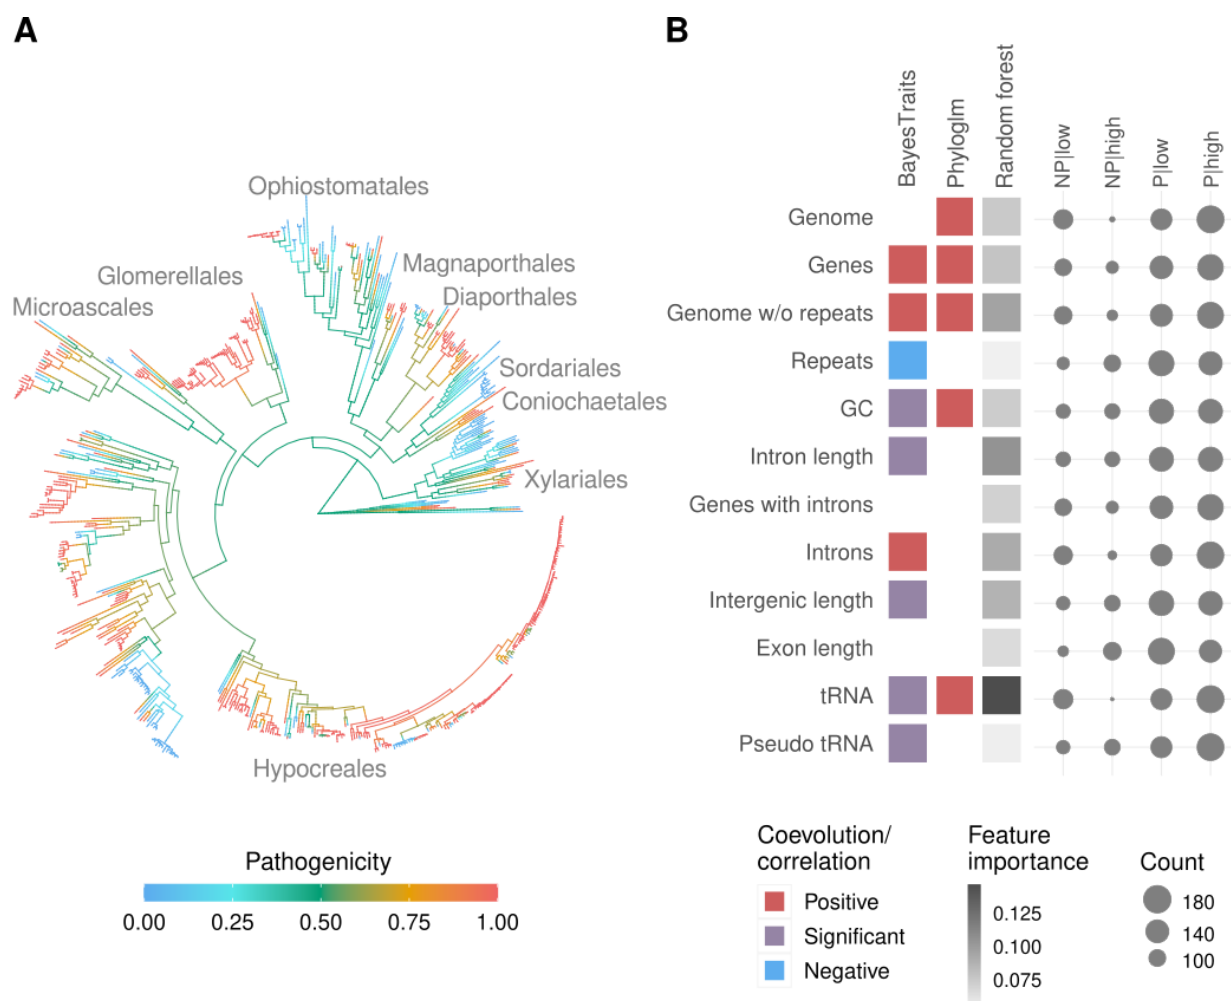 A
B
Ophiostomatales
Magnaporthales
Glomerellales
Diaporthales
Microascales
Sordariales
Coniochaetales
Xylariales
Hypocreales
Pathogenicity
0.00 0.25 0.50 0.75 1.00
BayesTraits
Phyloglm
Random forest
NP|low
NP|high
P|low
P|high
Genome
Genes
Genome w/o repeats
Repeats
GC
Intron length
Genes with introns
Introns
Intergenic length
Exon length
tRNA
Pseudo tRNA
Coevolution/
correlation
Positive
Significant
Negative
Feature
importance
0.125
0.100
0.075
Count
180
140
100